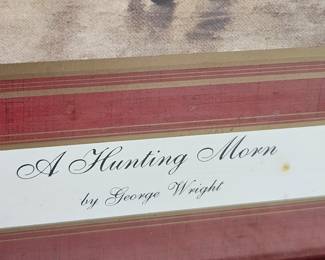 A Hunting Morn
by George Wright